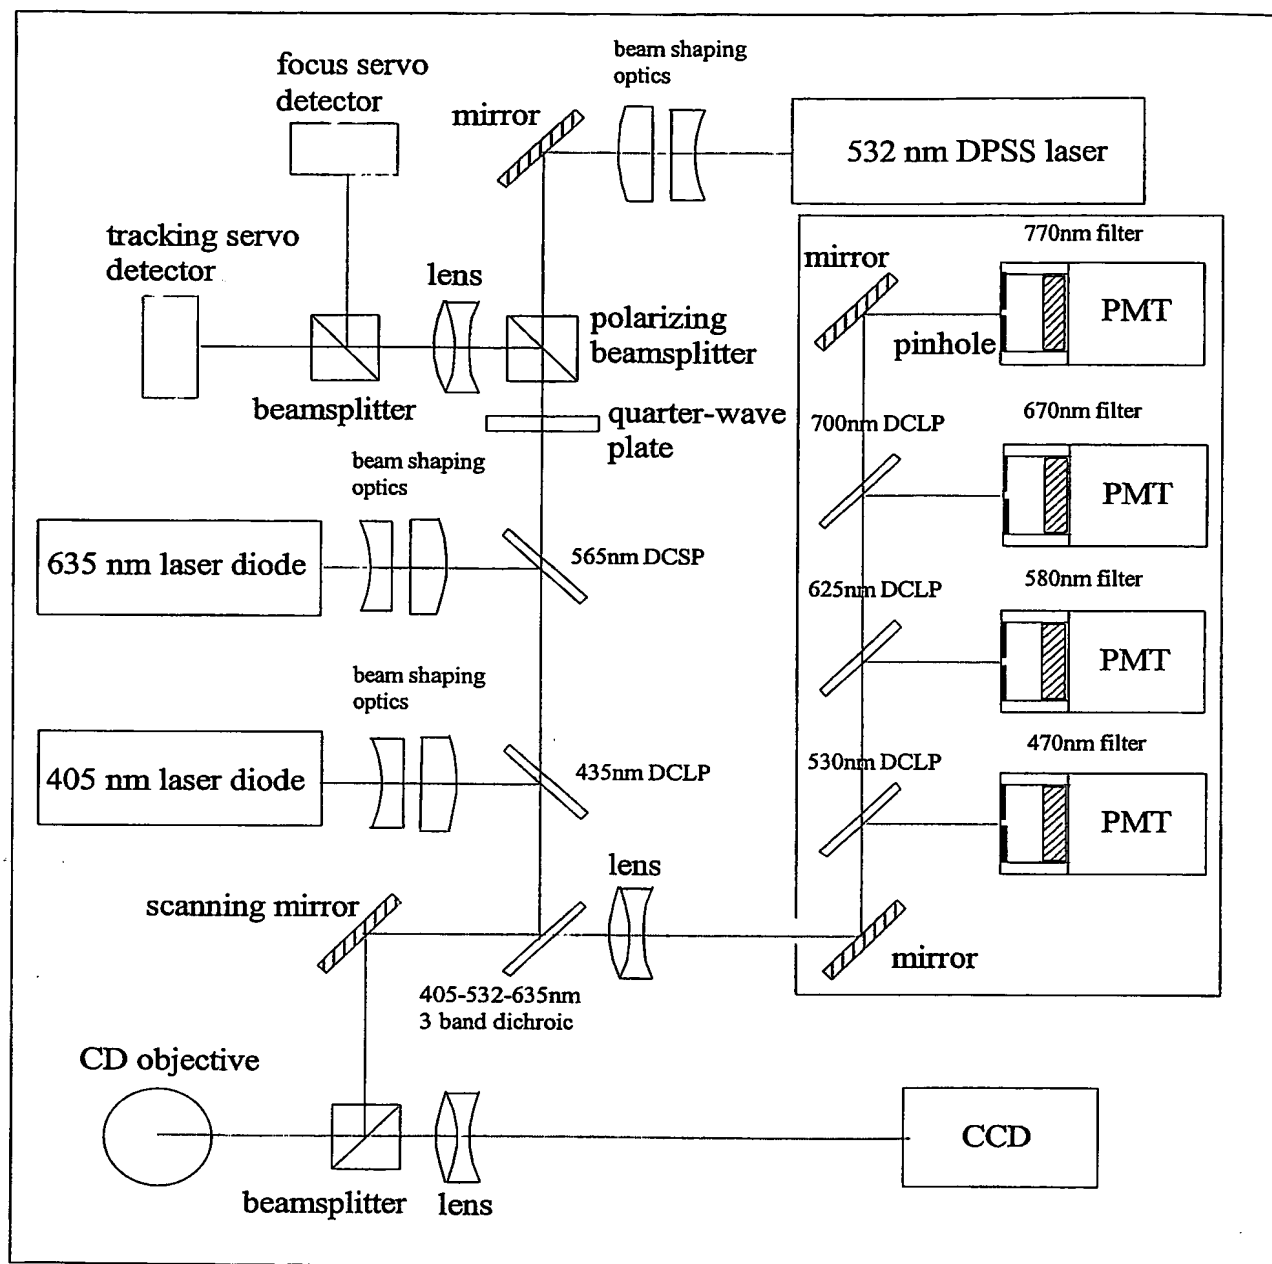 beam shaping
optics
focus servo
detector
mirror
532 nm DPSS laser
tracking servo
detector
lens
polarizing
beamsplitter
beamsplitter
quarter-wave
plate
770nm filter
mirror
PMT
pinhole
670nm filter
700nm DCLP
PMT
beam shaping
optics
635 nm laser diode
565nm DCSP
580nm filter
625nm DCLP
PMT
beam shaping
optics
405 nm laser diode
435nm DCLP
470nm filter
530nm DCLP
PMT
lens
scanning mirror
mirror
405-532-635nm
3 band dichroic
CD objective
CCD
beamsplitter
lens